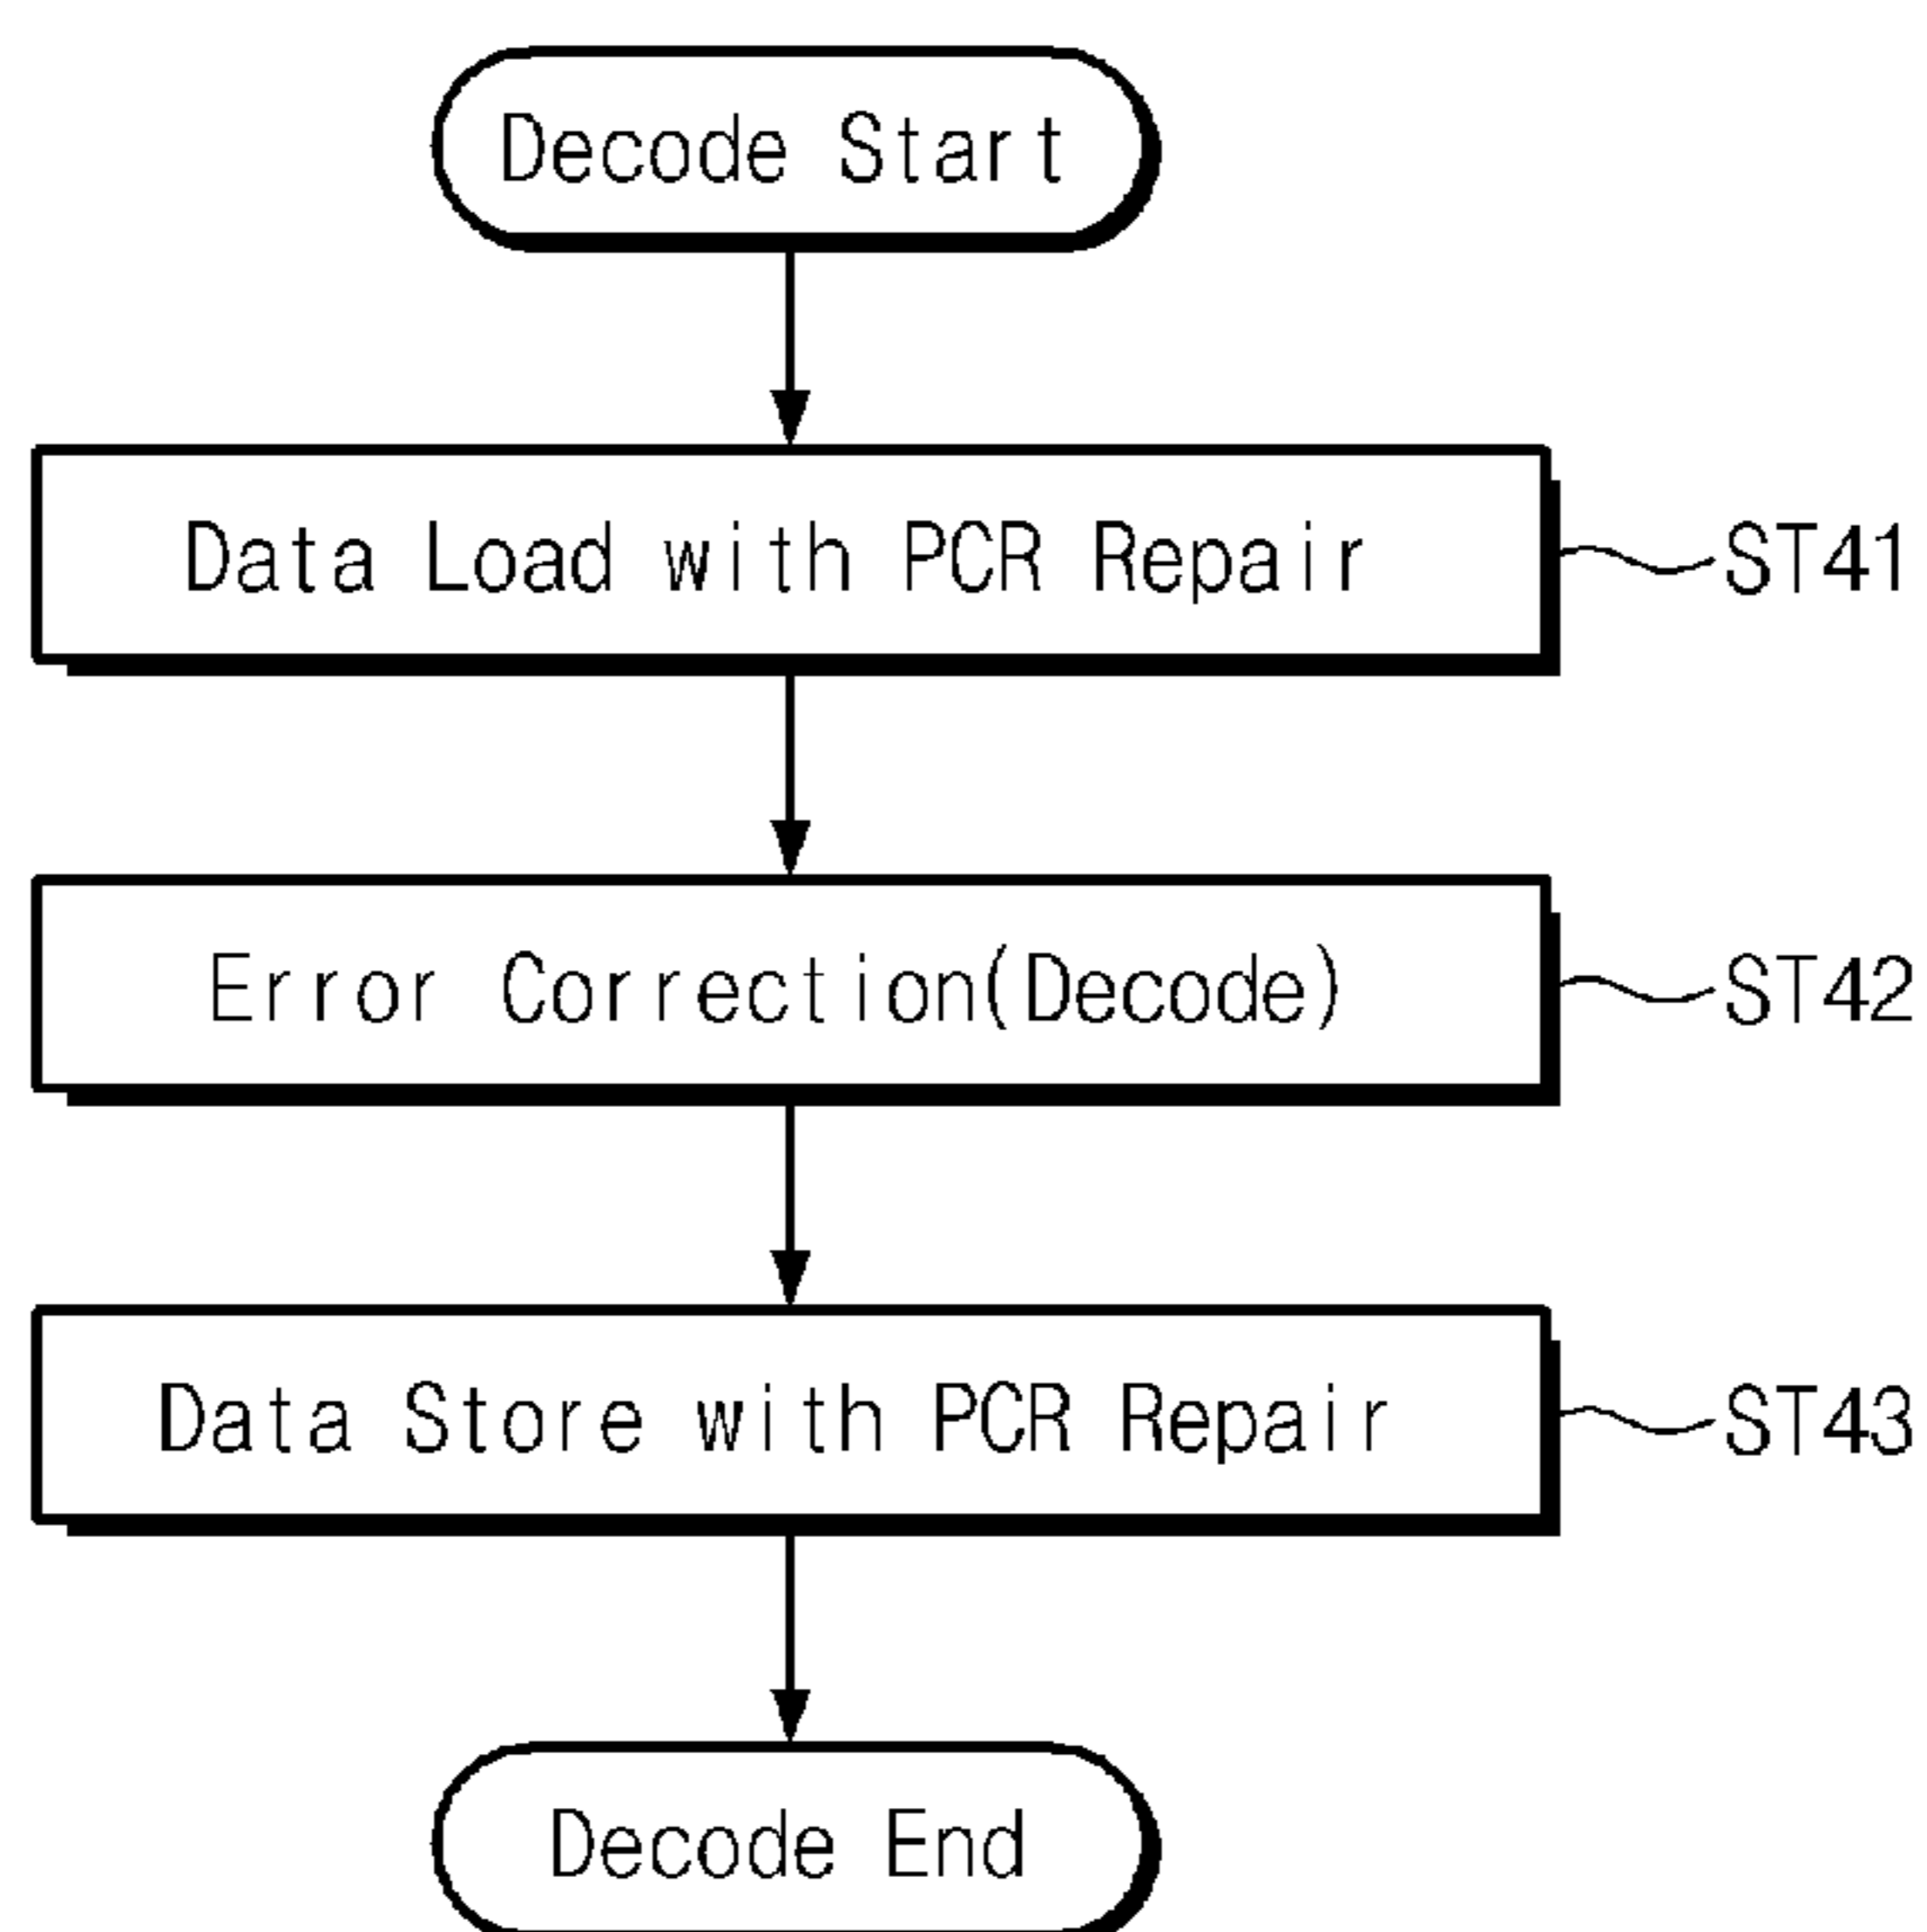 Decode Start
Data Load with PCR Repair
ST41
Error Correction(Decode)
ST42
Data Store with PCR Repair
ST43
Decode End